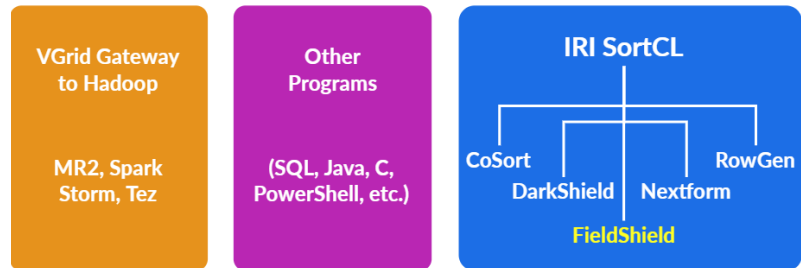 VGrid Gateway
to Hadoop
MR2, Spark
Storm, Tez
Other
Programs
(SQL, Java, C,
PowerShell, etc.)
IRI SortCL
CoSort
RowGen
DarkShield
Nextform
FieldShield